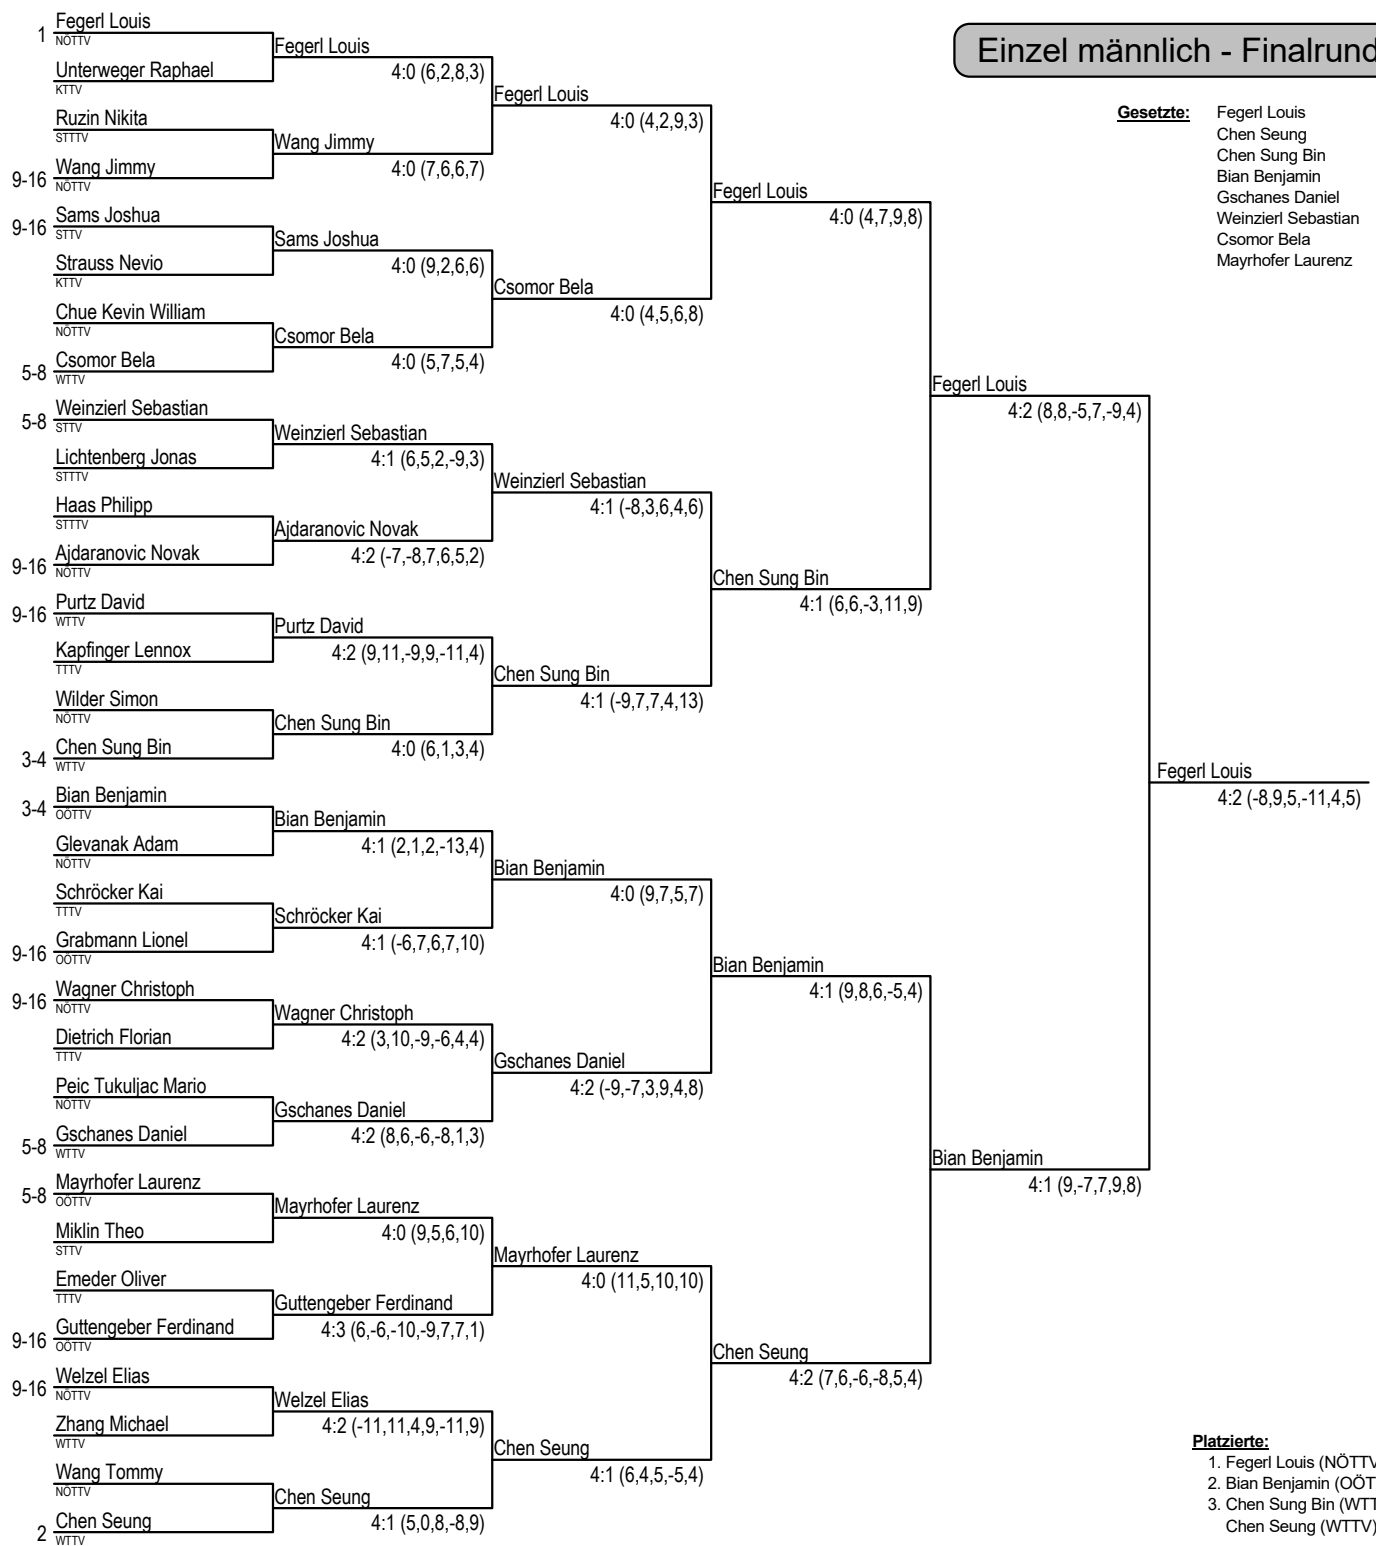 Einzel männlich - Finalrund
Gesetzte:
Fegerl Louis
Chen Seung
Chen Sung Bin
Bian Benjamin
Gschanes Daniel
Weinzierl Sebastian
Csomor Bela
Mayrhofer Laurenz
1 Fegerl Louis
NÖTTV
Unterweger Raphael
KTTV
Ruzin Nikita
STTTV
9-16 Wang Jimmy
NÖTTV
9-16 Sams Joshua
STTV
Strauss Nevio
KTTV
Chue Kevin William
NÖTTV
5-8 Csomor Bela
WTTV
5-8 Weinzierl Sebastian
STTV
Lichtenberg Jonas
STTTV
Haas Philipp
STTTV
9-16 Ajdaranovic Novak
NÖTTV
9-16 Purtz David
WTTV
Kapfinger Lennox
TTTV
Wilder Simon
NÖTTV
3-4 Chen Sung Bin
WTTV
3-4 Bian Benjamin
OÖTTV
Glevanak Adam
NÖTTV
Schröcker Kai
TTTV
9-16 Grabmann Lionel
OÖTTV
9-16 Wagner Christoph
NÖTTV
Dietrich Florian
TTTV
Peic Tukuljac Mario
NÖTTV
5-8 Gschanes Daniel
WTTV
5-8 Mayrhofer Laurenz
OÖTTV
Miklin Theo
STTV
Emeder Oliver
TTTV
9-16 Guttengeber Ferdinand
OÖTTV
9-16 Welzel Elias
NÖTTV
Zhang Michael
WTTV
Wang Tommy
NÖTTV
2 Chen Seung
WTTV
Fegerl Louis
4:0 (6,2,8,3)
Wang Jimmy
4:0 (7,6,6,7)
Sams Joshua
4:0 (9,2,6,6)
Csomor Bela
4:0 (5,7,5,4)
Weinzierl Sebastian
4:1 (6,5,2,-9,3)
Ajdaranovic Novak
4:2 (-7,-8,7,6,5,2)
Purtz David
4:2 (9,11,-9,9,-11,4)
Chen Sung Bin
4:0 (6,1,3,4)
Bian Benjamin
4:1 (2,1,2,-13,4)
Schröcker Kai
4:1 (-6,7,6,7,10)
Wagner Christoph
4:2 (3,10,-9,-6,4,4)
Gschanes Daniel
4:2 (8,6,-6,-8,1,3)
Mayrhofer Laurenz
4:0 (9,5,6,10)
Guttengeber Ferdinand
4:3 (6,-6,-10,-9,7,7,1)
Welzel Elias
4:2 (-11,11,4,9,-11,9)
Chen Seung
4:1 (5,0,8,-8,9)
Fegerl Louis
4:0 (4,2,9,3)
Csomor Bela
4:0 (4,5,6,8)
Weinzierl Sebastian
4:1 (-8,3,6,4,6)
Chen Sung Bin
4:1 (-9,7,7,4,13)
Bian Benjamin
4:0 (9,7,5,7)
Gschanes Daniel
4:2 (-9,-7,3,9,4,8)
Mayrhofer Laurenz
4:0 (11,5,10,10)
Chen Seung
4:1 (6,4,5,-5,4)
Fegerl Louis
4:0 (4,7,9,8)
Chen Sung Bin
4:1 (6,6,-3,11,9)
Bian Benjamin
4:1 (9,8,6,-5,4)
Chen Seung
4:2 (7,6,-6,-8,5,4)
Fegerl Louis
4:2 (8,8,-5,7,-9,4)
Bian Benjamin
4:1 (9,-7,7,9,8)
Fegerl Louis
4:2 (-8,9,5,-11,4,5)
Platzierte:
1. Fegerl Louis (NÖTTV
2. Bian Benjamin (OÖT
3. Chen Sung Bin (WTT
Chen Seung (WTTV)